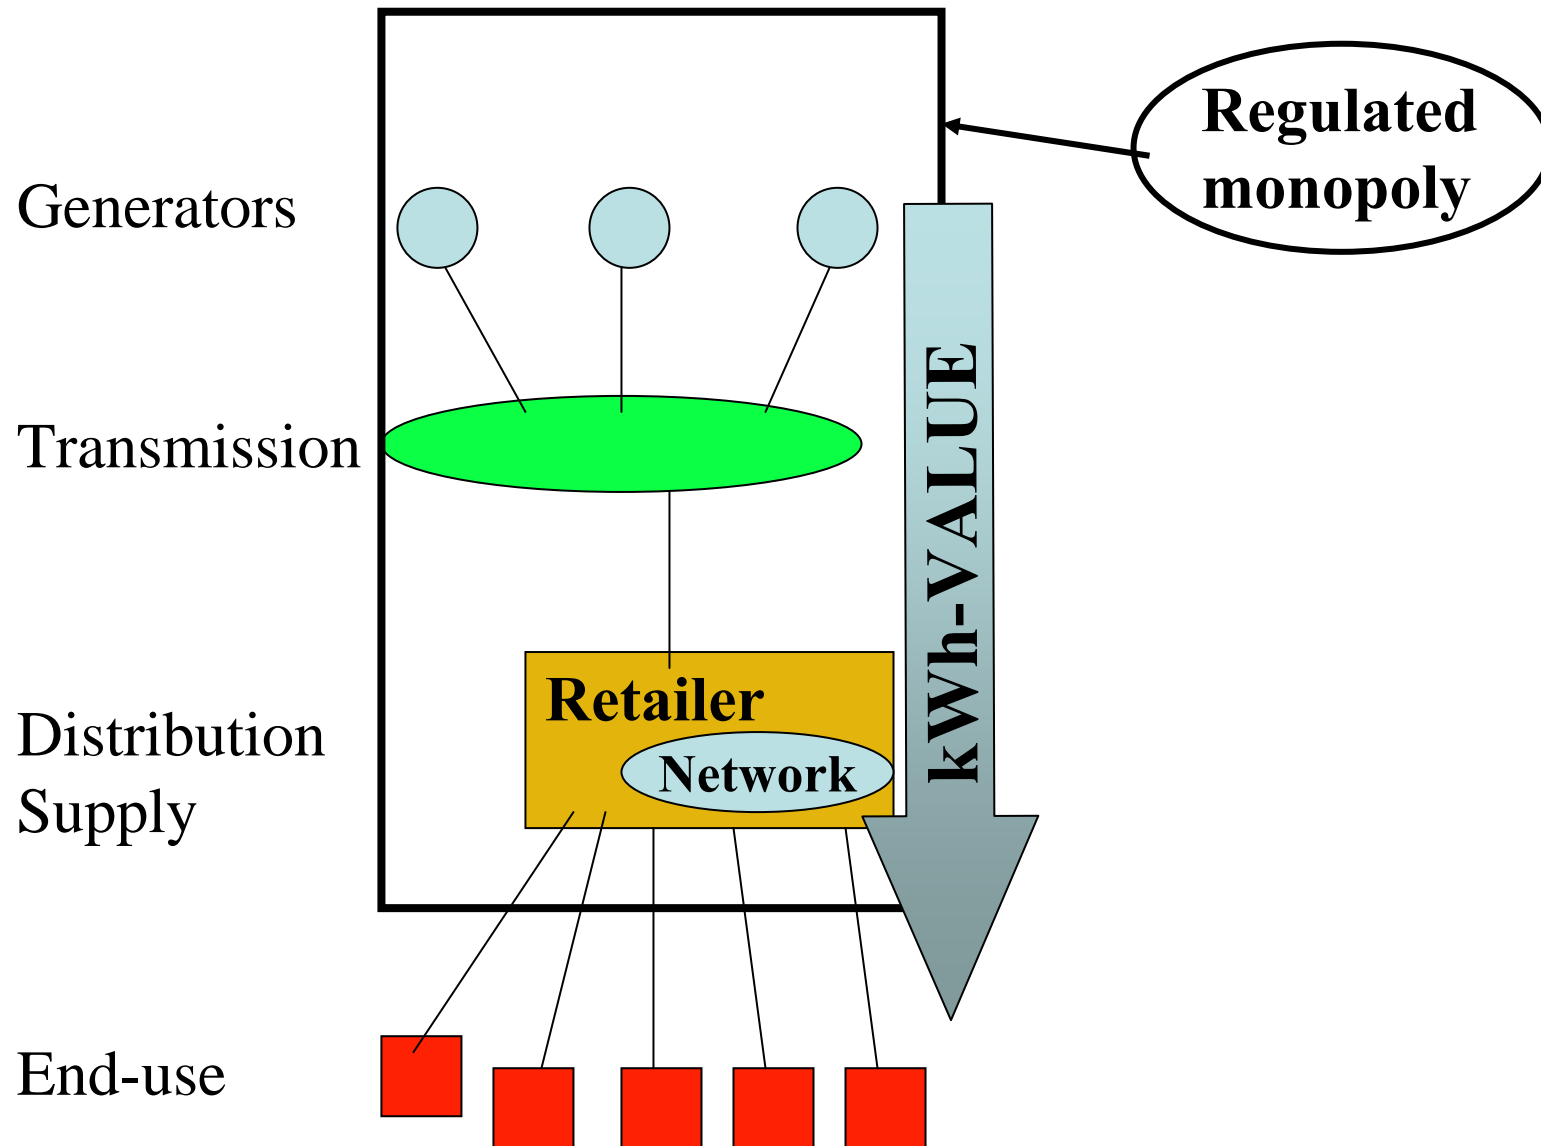 Regulated
monopoly
Generators
kWh-VALUE
Transmission
Retailer
Network
Distribution
Supply
End-use